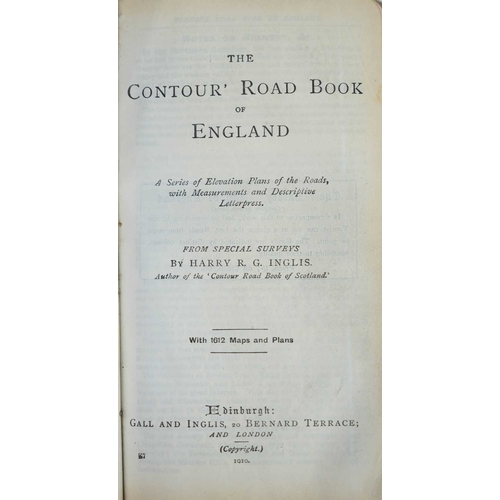 THE
CONTOUR' ROAD BOOK
OF
ENGLAND
A Series of Elevation Plans of the Roads,
with Measurements and Descriptive
Letterpress.
FROM SPECIAL SURVEYS
BY HARRY R. G. INGLIS.
Author of the 'Contour Road Book of Scotland.'
With 1612 Maps and Plans
Edinburgh:
GALL AND INGLIS, 20 BERNARD TERRACE;
AND LONDON
(Copyright.)
1910.